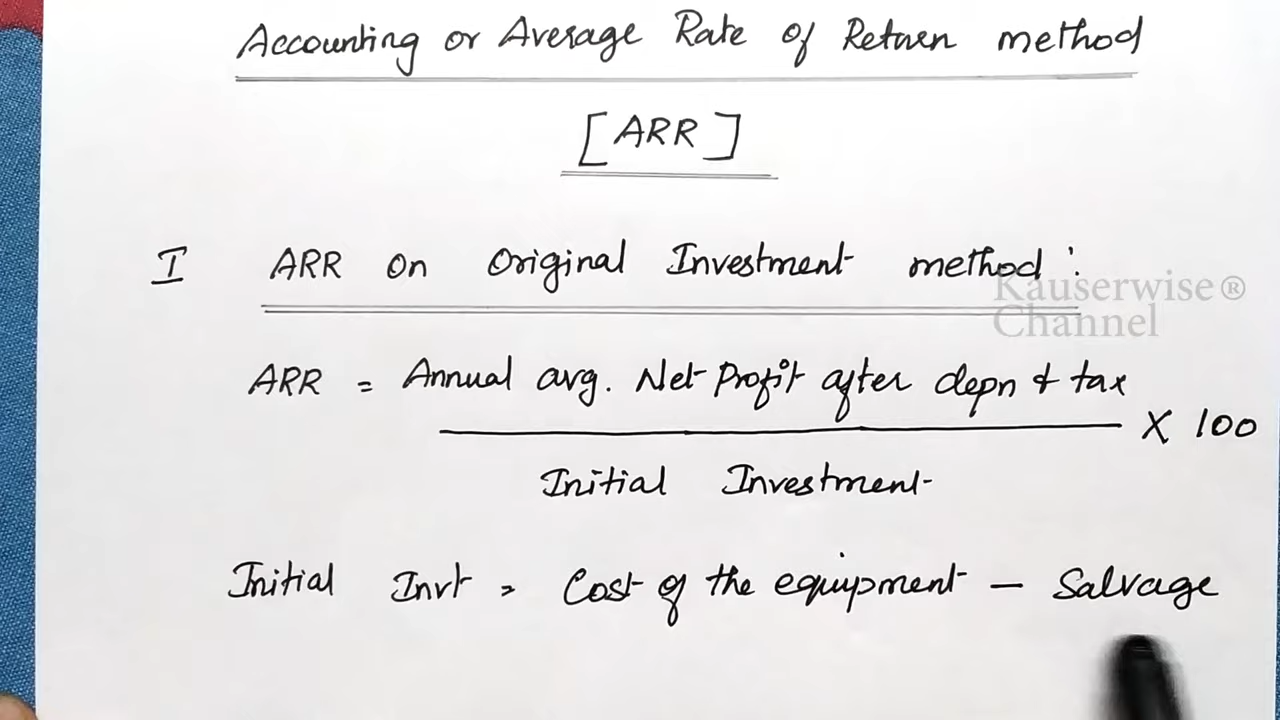 Accounting or Average Rate of Return method
[ARR]
I ARR on Original Investment method :
Kauserwise®
Channel
ARR = Annual avg. Net Profit after depn & tax
X 100
Initial Investment
Initial Invt = Cost of the equipment — Salvage